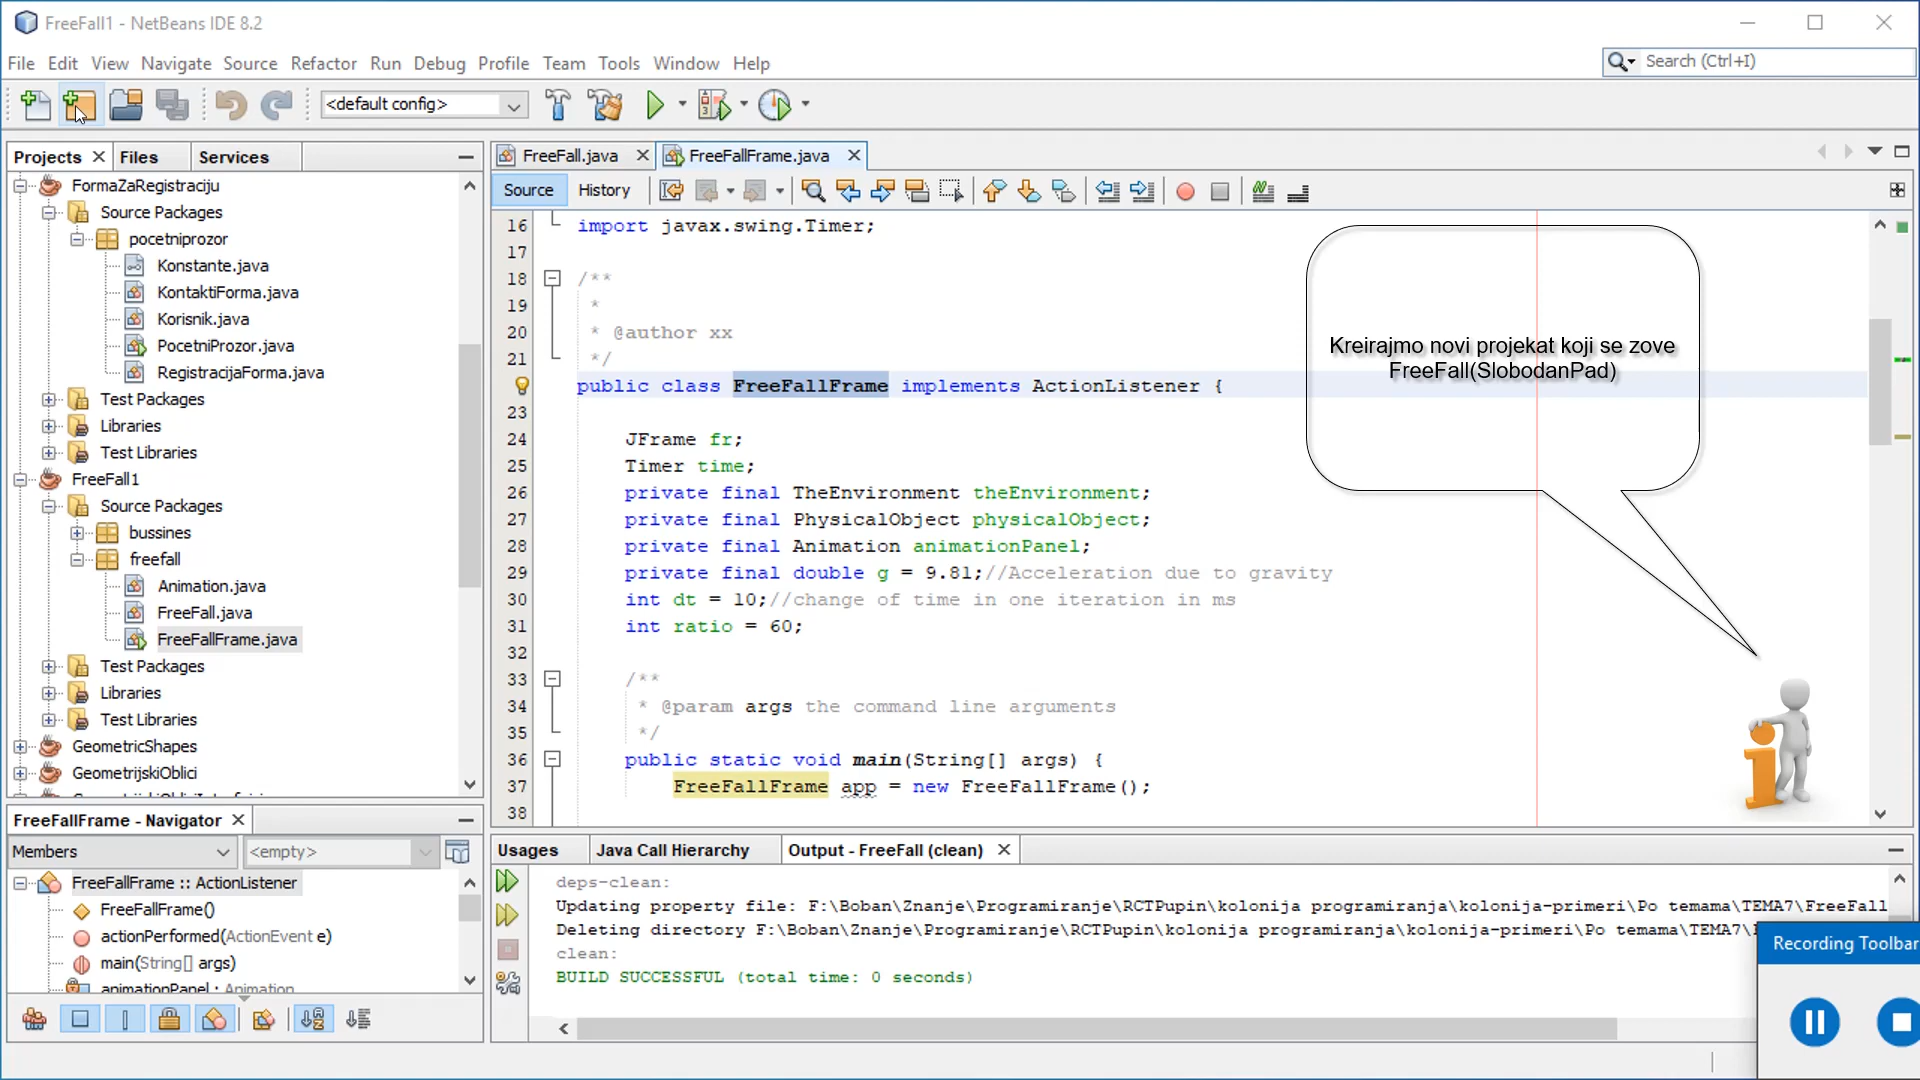 FreeFall1 - NetBeans IDE 8.2
File Edit View Navigate Source Refactor Run Debug Profile Team Tools Window Help
Search (Ctrl+I)
<default config>
Projects Files Services
FormaZaRegistraciju
Source Packages
pocetniprozor
Konstante.java
KontaktiForma.java
Korisnik.java
PocetniProzor.java
RegistracijaForma.java
Test Packages
Libraries
Test Libraries
FreeFall1
Source Packages
bussines
freefall
Animation.java
FreeFall.java
FreeFallFrame.java
Test Packages
Libraries
Test Libraries
GeometricShapes
GeometrijskiOblici
FreeFall.java FreeFallFrame.java
Source History
16 import javax.swing.Timer;
17
18 /**
19 *
20 * @author xx
21 */
public class FreeFallFrame implements ActionListener {
23
24 JFrame fr;
25 Timer time;
26 private final TheEnvironment theEnvironment;
27 private final PhysicalObject physicalObject;
28 private final Animation animationPanel;
29 private final double g = 9.81;//Acceleration due to gravity
30 int dt = 10;//change of time in one iteration in ms
31 int ratio = 60;
32
33 /**
34 * @param args the command line arguments
35 */
36 public static void main(String[] args) {
37 FreeFallFrame app = new FreeFallFrame();
38
Kreirajmo novi projekat koji se zove
FreeFall(SlobodanPad)
FreeFallFrame - Navigator
Members <empty>
FreeFallFrame :: ActionListener
FreeFallFrame()
actionPerformed(ActionEvent e)
main(String[] args)
animationPanel : Animation
Usages Java Call Hierarchy Output - FreeFall (clean)
deps-clean:
Updating property file: F:\Boban\Znanje\Programiranje\RCTPupin\kolonija programiranja\kolonija-primeri\Po temama\TEMA7\FreeFall
Deleting directory F:\Boban\Znanje\Programiranje\RCTPupin\kolonija programiranja\kolonija-primeri\Po temama\TEMA7\
clean:
BUILD SUCCESSFUL (total time: 0 seconds)
Recording Toolbar